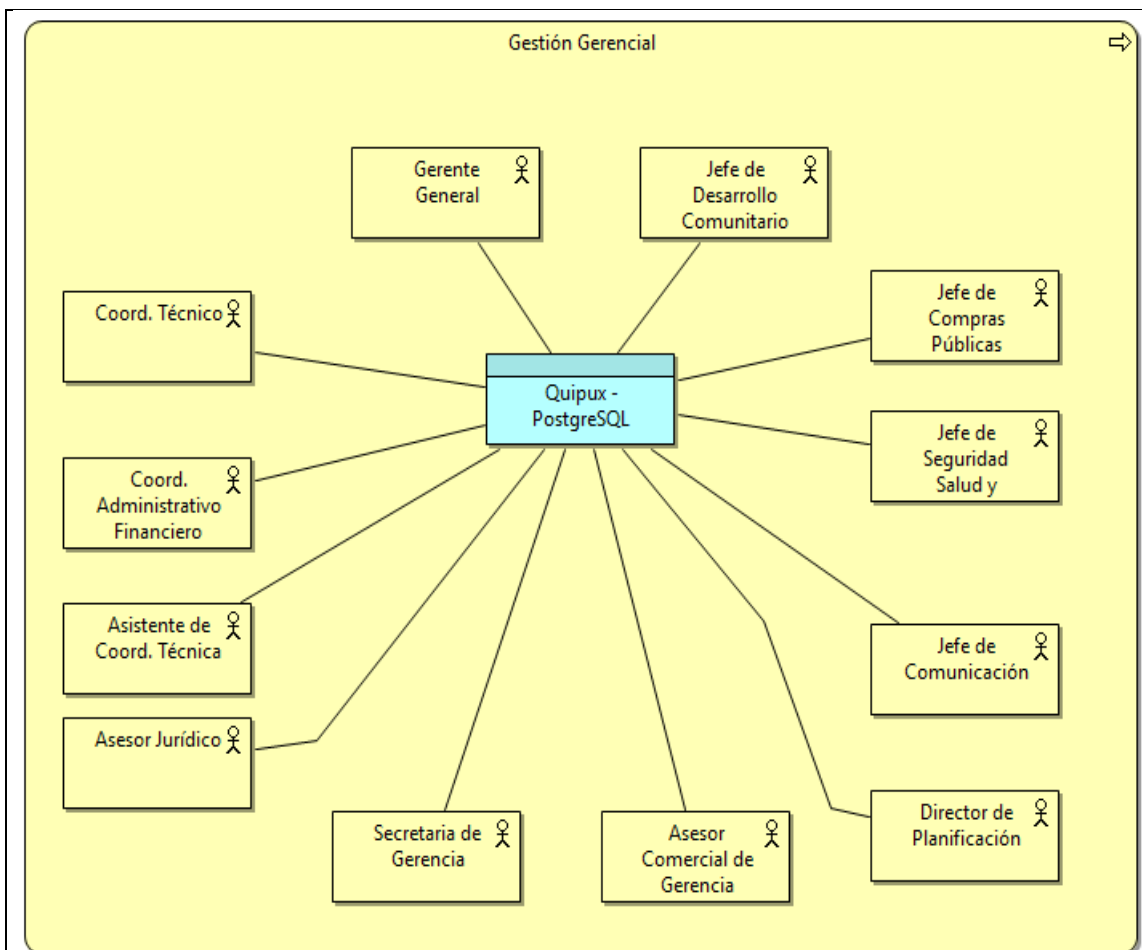 Gestión Gerencial
Gerente
General
Jefe de
Desarrollo
Comunitario
Coord. Técnico
Jefe de
Compras
Públicas
Quipux -
PostgreSQL
Jefe de
Seguridad
Salud y
Coord.
Administrativo
Financiero
Asistente de
Coord. Técnica
Jefe de
Comunicación
Asesor Jurídico
Secretaria de
Gerencia
Asesor
Comercial de
Gerencia
Director de
Planificación